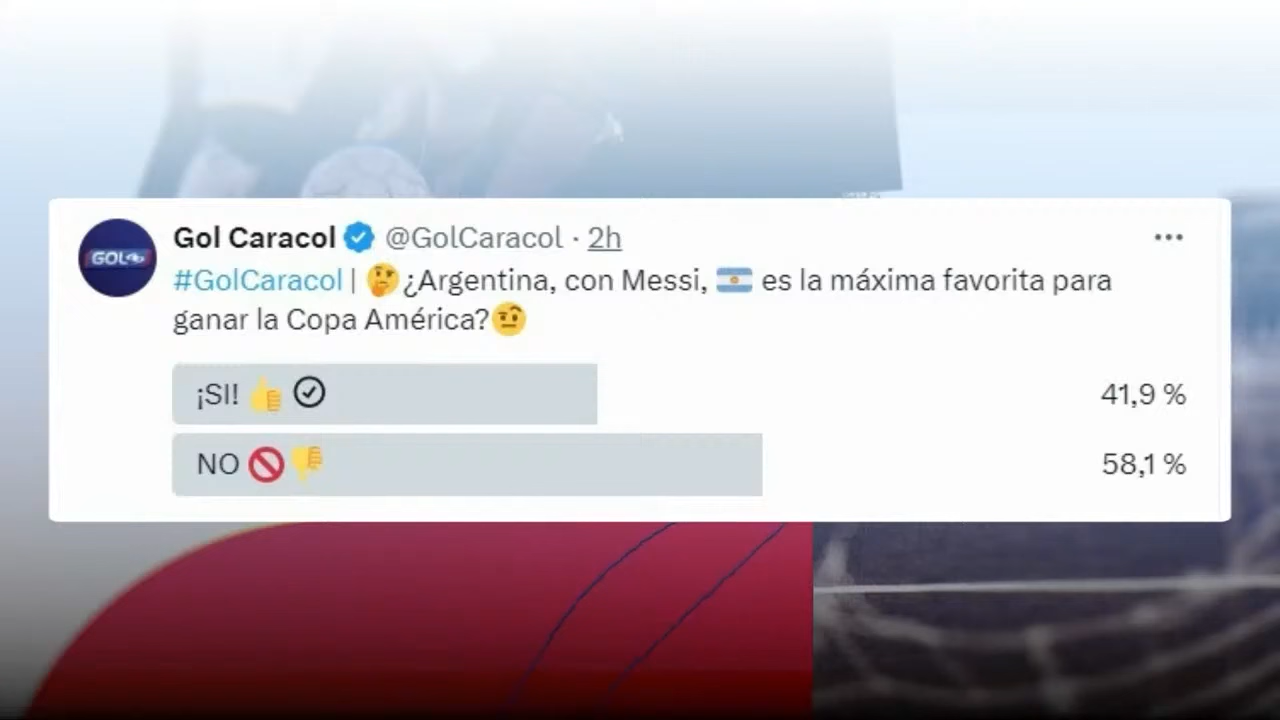 GOL
Gol Caracol @GolCaracol · 2h
#GolCaracol | 🤔¿Argentina, con Messi, 🇦🇷 es la máxima favorita para
ganar la Copa América?🤨
¡SI! 👍 41,9 %
NO 🚫👎 58,1 %